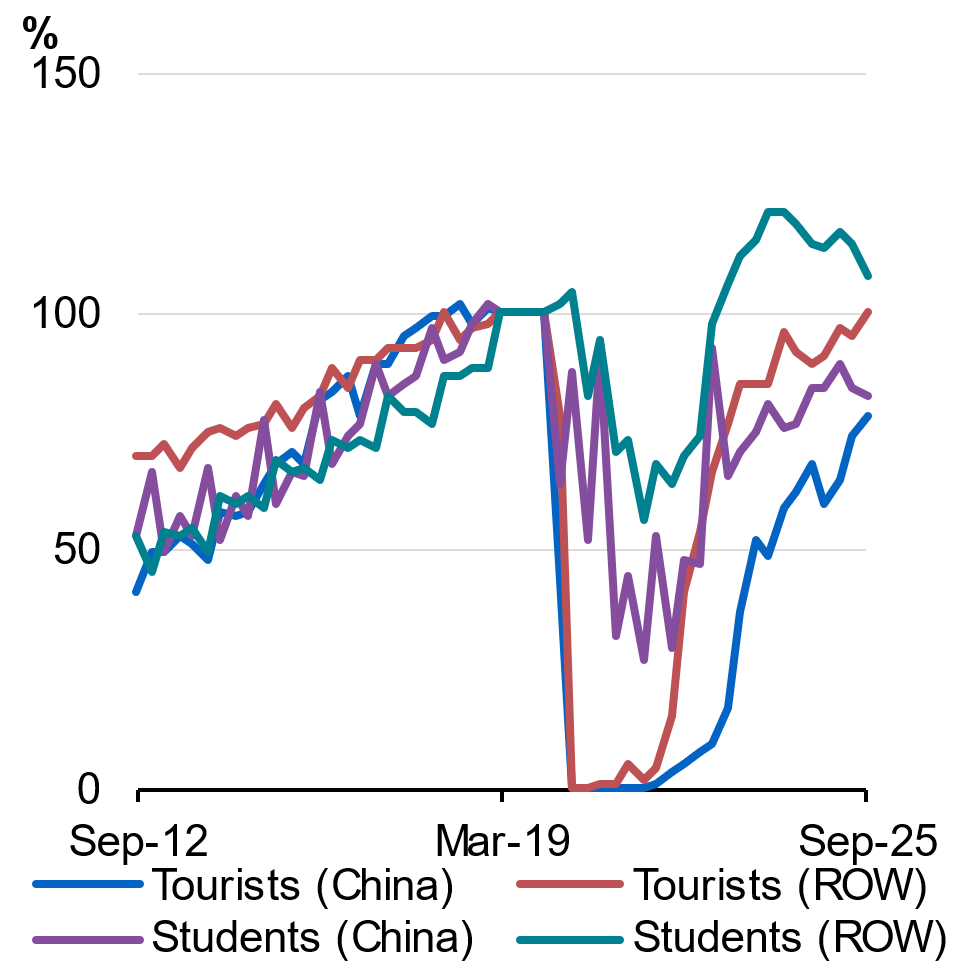 %
150
100
50
0
Sep-12 Mar-19 Sep-25
Tourists (China) Tourists (ROW)
Students (China) Students (ROW)